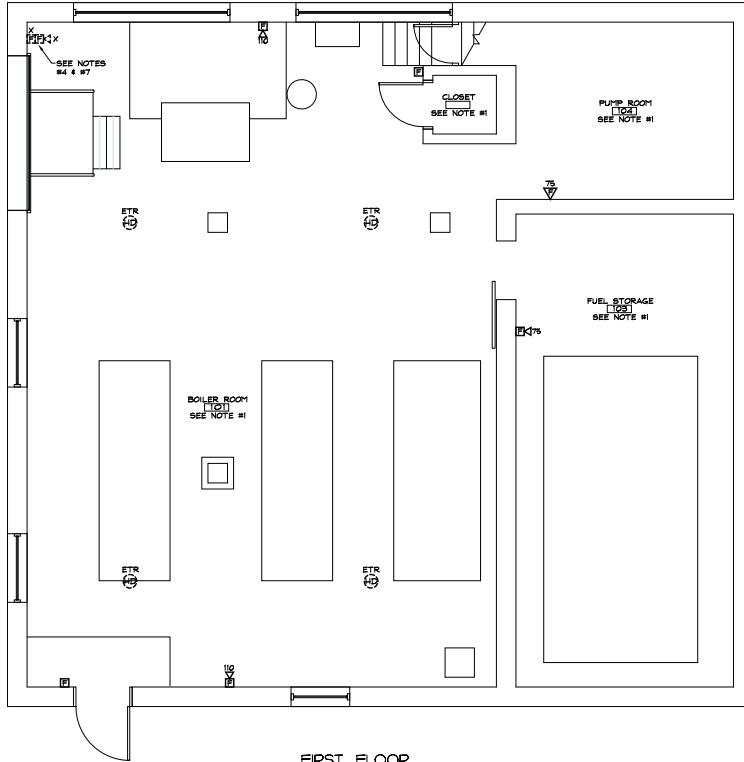 F
110
X
F F X
SEE NOTES
#4 & #7
F
CLOSET
SEE NOTE #1
PUMP ROOM
104
SEE NOTE #1
75
F
ETR
HD
ETR
HD
FUEL STORAGE
103
SEE NOTE #1
F 75
BOILER ROOM
101
SEE NOTE #1
ETR
HD
ETR
HD
110
F
F
FIRST FLOOR